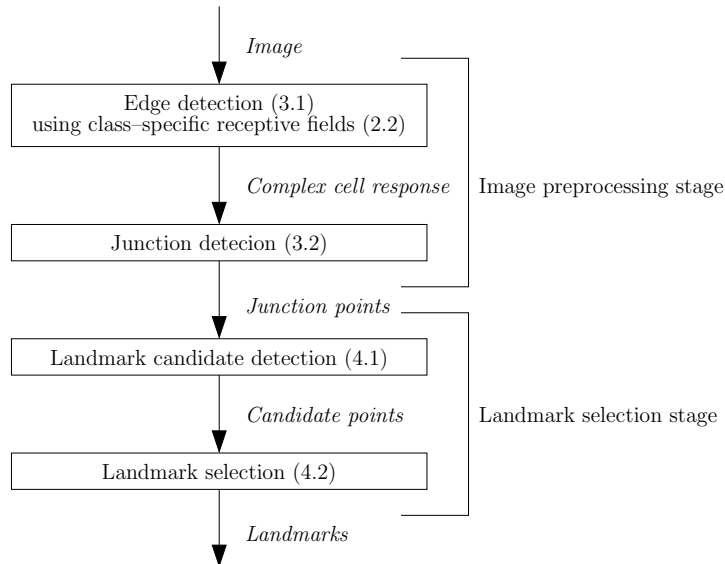 Image
Edge detection (3.1)
using class–specific receptive fields (2.2)
Complex cell response
Image preprocessing stage
Junction detecion (3.2)
Junction points
Landmark candidate detection (4.1)
Candidate points
Landmark selection stage
Landmark selection (4.2)
Landmarks